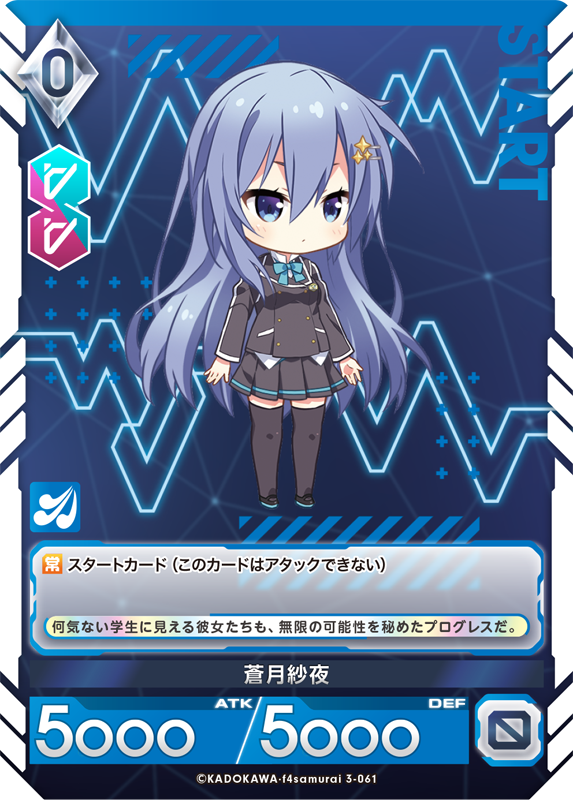 0
START
常 スタートカード（このカードはアタックできない）
何気ない学生に見える彼女たちも、無限の可能性を秘めたプログレスだ。
蒼月紗夜
ATK DEF
5000/5000
©KADOKAWA·f4samurai 3-061